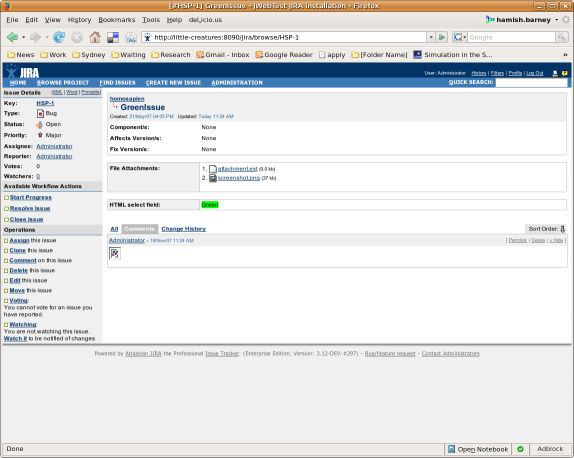 [#HSP-1] GreenIssue - jWebTest JIRA installation - Firefox
File Edit View History Bookmarks Tools Help del.icio.us hamish.barney
http://little-creatures:8090/jira/browse/HSP-1 Google
News Work Sydney Waiting Research Gmail - Inbox Google Reader apply [Folder Name] Simulation in the S... »
JIRA
User: Administrator History | Filters | Profile | Log Out
HOME BROWSE PROJECT FIND ISSUES CREATE NEW ISSUE ADMINISTRATION QUICK SEARCH:
Issue Details (XML | Word | Printable)
Key: HSP-1
Type: Bug
Status: Open
Priority: Major
Assignee: Administrator
Reporter: Administrator
Votes: 0
Watchers: 0
Available Workflow Actions
Start Progress
Resolve Issue
Close Issue
Operations
Assign this issue
Clone this issue
Comment on this issue
Delete this issue
Edit this issue
Move this issue
Voting:
You cannot vote for an issue you
have reported.
Watching:
You are not watching this issue.
Watch it to be notified of changes
homosapien
GreenIssue
Created: 21/May/07 04:05 PM Updated: Today 11:24 AM
Component/s: None
Affects Version/s: None
Fix Version/s: None
File Attachments: 1. attachment.txt (0.0 kb)
2. screenshot.png (37 kb)
HTML select field: Green
All Comments Change History Sort Order:
Administrator - 19/Nov/07 11:24 AM [ Permlink | Delete | « Hide ]
Powered by Atlassian JIRA the Professional Issue Tracker. (Enterprise Edition, Version: 3.12-DEV-#297) - Bug/feature request - Contact Administrators
Done Open Notebook Adblock